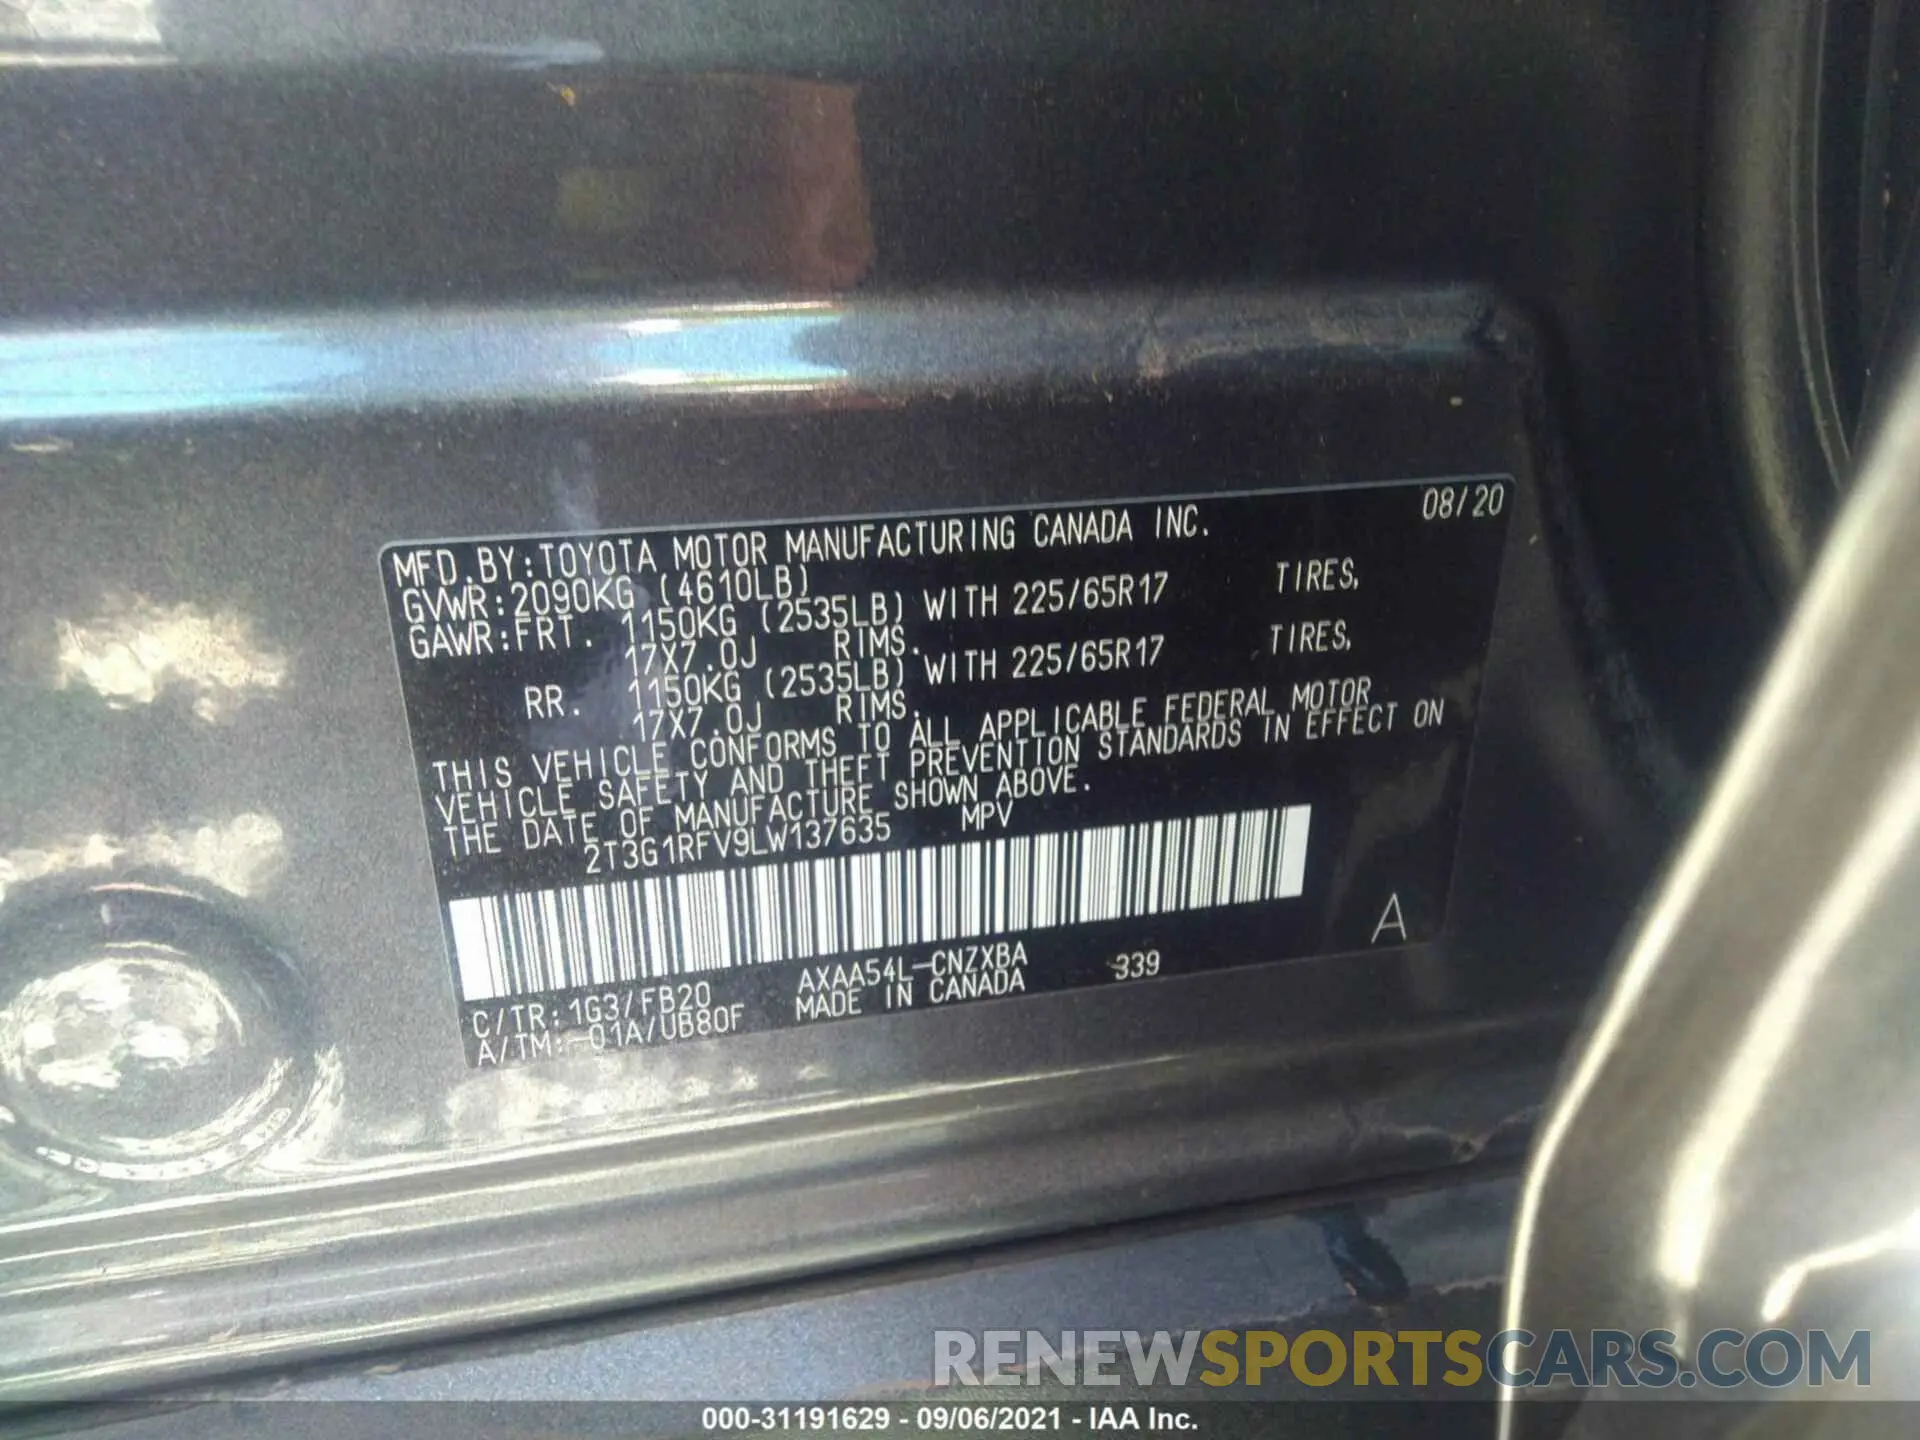 08/20
MFD.BY:TOYOTA MOTOR MANUFACTURING CANADA INC.
GVWR:2090KG (4610LB)
GAWR:FRT. 1150KG (2535LB) WITH 225/65R17 TIRES,
17X7.0J RIMS.
RR. 1150KG (2535LB) WITH 225/65R17 TIRES,
17X7.0J RIMS.
THIS VEHICLE CONFORMS TO ALL APPLICABLE FEDERAL MOTOR
VEHICLE SAFETY AND THEFT PREVENTION STANDARDS IN EFFECT ON
THE DATE OF MANUFACTURE SHOWN ABOVE.
2T3G1RFV9LW137635 MPV
A
C/TR:1G3/FB20 AXAA54L-CNZXBA 339
A/TM:-01A/UB80F MADE IN CANADA
RENEWSPORTSCARS.COM
000-31191629 - 09/06/2021 - IAA Inc.